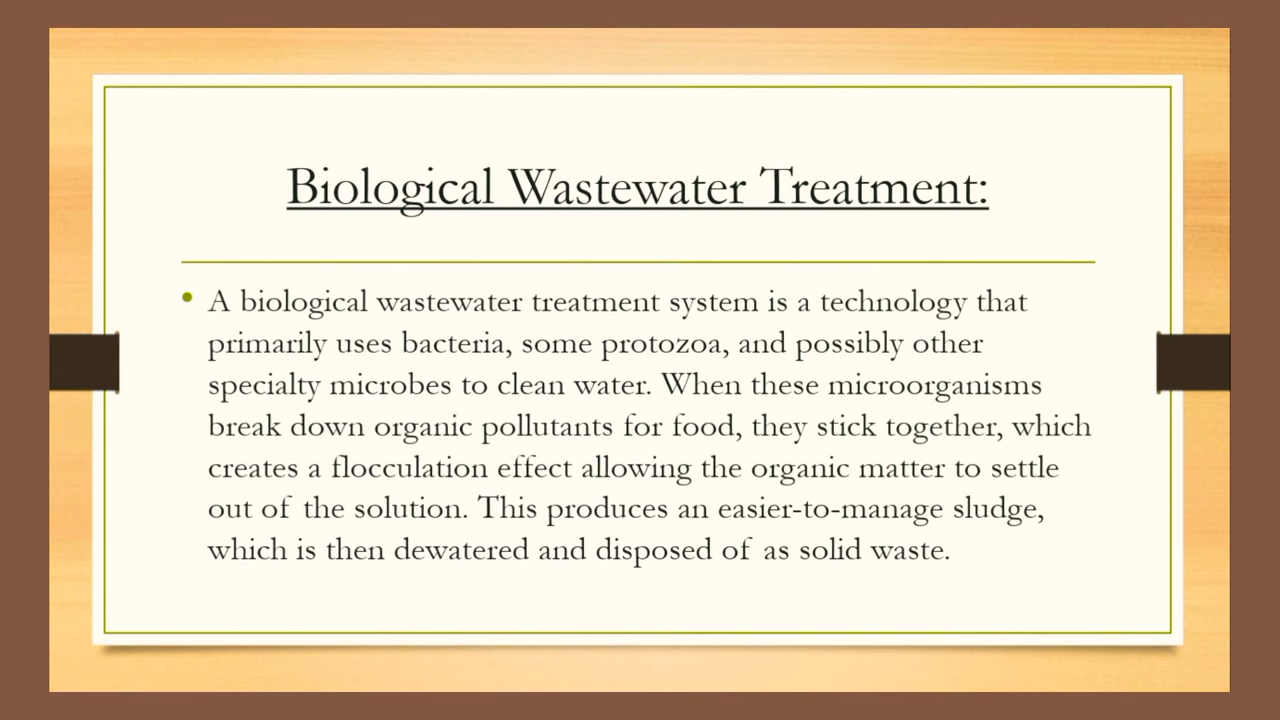 Biological Wastewater Treatment:
• A biological wastewater treatment system is a technology that
primarily uses bacteria, some protozoa, and possibly other
specialty microbes to clean water. When these microorganisms
break down organic pollutants for food, they stick together, which
creates a flocculation effect allowing the organic matter to settle
out of the solution. This produces an easier-to-manage sludge,
which is then dewatered and disposed of as solid waste.